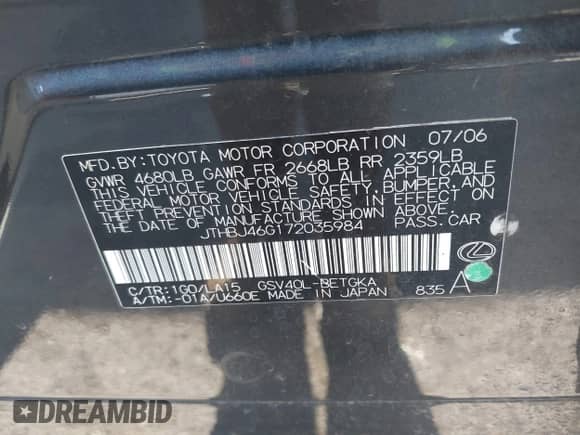 MFD.BY:TOYOTA MOTOR CORPORATION 07/06
GVWR 4680LB GAWR FR 2668LB RR 2359LB
THIS VEHICLE CONFORMS TO ALL APPLICABLE
FEDERAL MOTOR VEHICLE SAFETY,BUMPER,AND
THEFT PREVENTION STANDARDS IN EFFECT ON
THE DATE OF MANUFACTURE SHOWN ABOVE.
JTHBJ46G172035984 PASS.CAR
C/TR:1G0/LA15 GSV40L-BETGKA
A/TM:-01A/U660E MADE IN JAPAN 835 A
DREAMBID